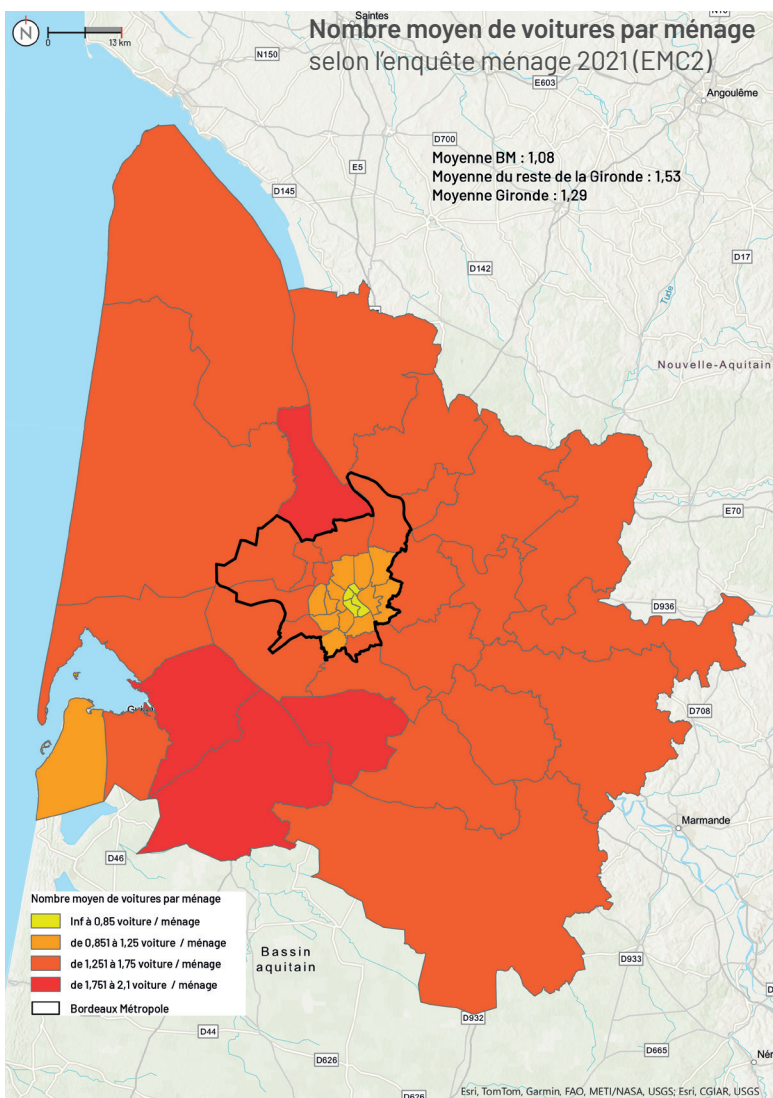 Nombre moyen de voitures par ménage
selon l'enquête ménage 2021 (EMC2)
N
0 13 km
Saintes
N150
E603
Angoulême
D700
E5
D145
Moyenne BM : 1,08
Moyenne du reste de la Gironde : 1,53
Moyenne Gironde : 1,29
D17
D142
Tude
Nouvelle-Aquitain
E70
D936
D708
Marmande
D46
Nombre moyen de voitures par ménage
Inf à 0,85 voiture / ménage
de 0,851 à 1,25 voiture / ménage
de 1,251 à 1,75 voiture / ménage
de 1,751 à 2,1 voiture / ménage
Bordeaux Métropole
Bassin
aquitain
D933
D932
D44
D626
D665
Nér
D626
Esri, TomTom, Garmin, FAO, METI/NASA, USGS; Esri, CGIAR, USGS